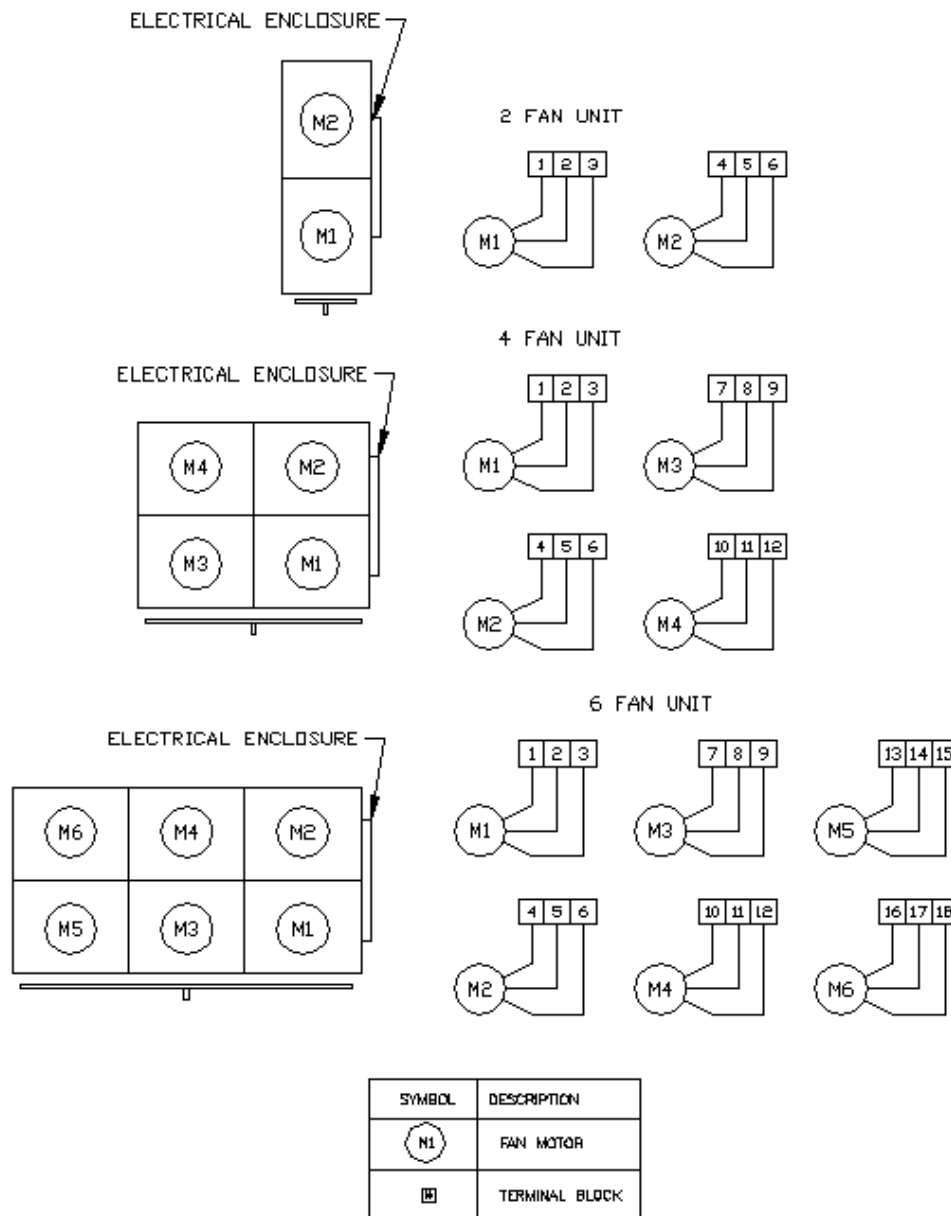 ELECTRICAL ENCLOSURE
M2
M1
2 FAN UNIT
1 2 3
4 5 6
M1
M2
4 FAN UNIT
ELECTRICAL ENCLOSURE
M4 M2
M3 M1
1 2 3
7 8 9
M1
M3
4 5 6
10 11 12
M2
M4
6 FAN UNIT
ELECTRICAL ENCLOSURE
M6 M4 M2
M5 M3 M1
1 2 3
7 8 9
13 14 15
M1
M3
M5
4 5 6
10 11 12
16 17 18
M2
M4
M6
SYMBOL DESCRIPTION
M1 FAN MOTOR
# TERMINAL BLOCK